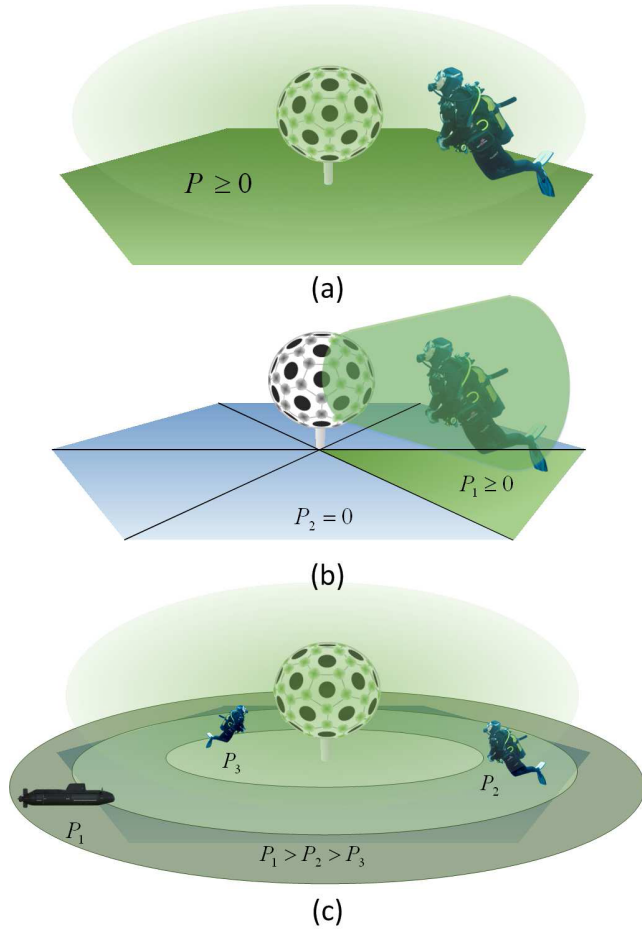 P ≥ 0
(a)
P₁ ≥ 0
P₂ = 0
(b)
P₃
P₂
P₁
P₁ > P₂ > P₃
(c)